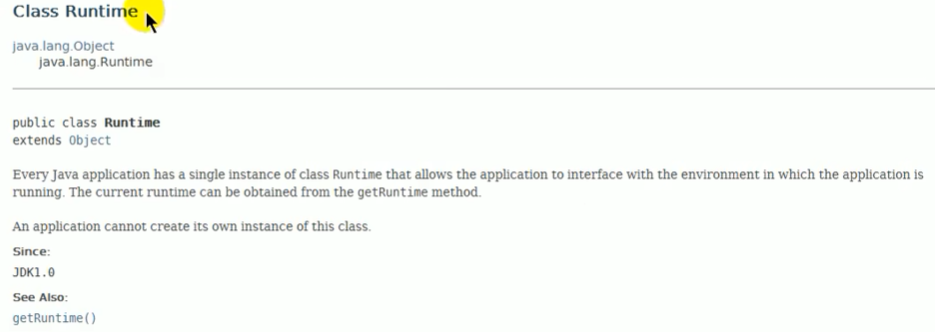 Class Runtime
java.lang.Object
java.lang.Runtime
public class Runtime
extends Object
Every Java application has a single instance of class Runtime that allows the application to interface with the environment in which the application is
running. The current runtime can be obtained from the getRuntime method.
An application cannot create its own instance of this class.
Since:
JDK1.0
See Also:
getRuntime()